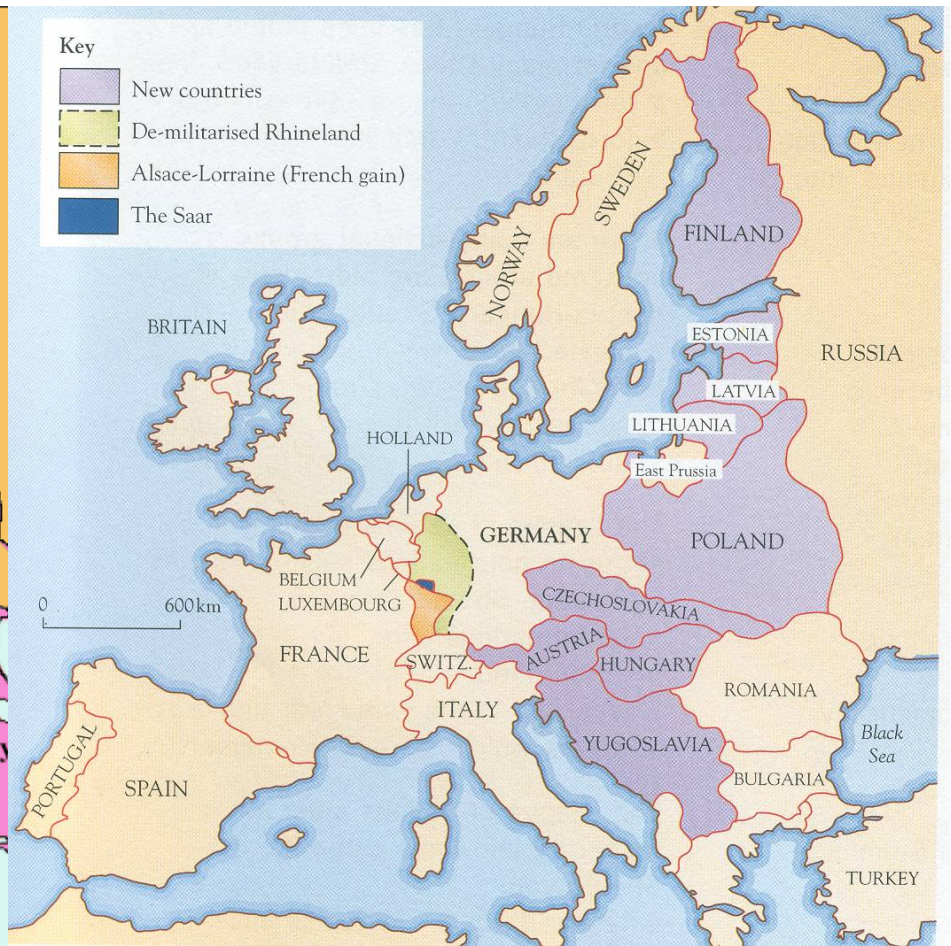 Key
New countries
De-militarised Rhineland
Alsace-Lorraine (French gain)
The Saar
SWEDEN
FINLAND
NORWAY
BRITAIN
ESTONIA
RUSSIA
LATVIA
LITHUANIA
HOLLAND
East Prussia
GERMANY
POLAND
BELGIUM
LUXEMBOURG
CZECHOSLOVAKIA
0 600 km
FRANCE
SWITZ.
AUSTRIA
HUNGARY
ROMANIA
ITALY
Black
Sea
YUGOSLAVIA
PORTUGAL
SPAIN
BULGARIA
TURKEY